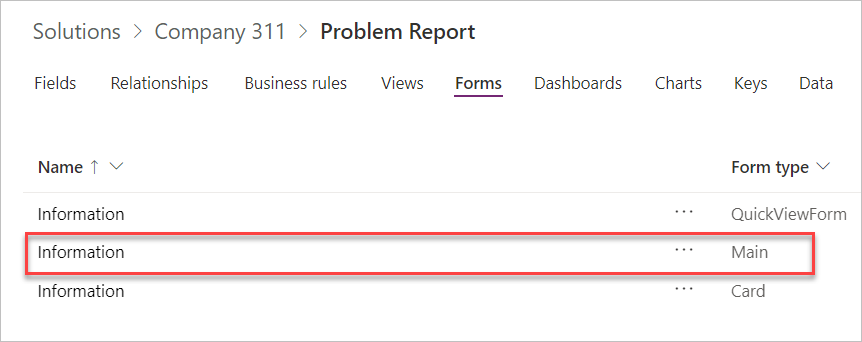 Solutions > Company 311 > Problem Report
Fields Relationships Business rules Views Forms Dashboards Charts Keys Data
Name ↑ Form type
Information ... QuickViewForm
Information ... Main
Information ... Card